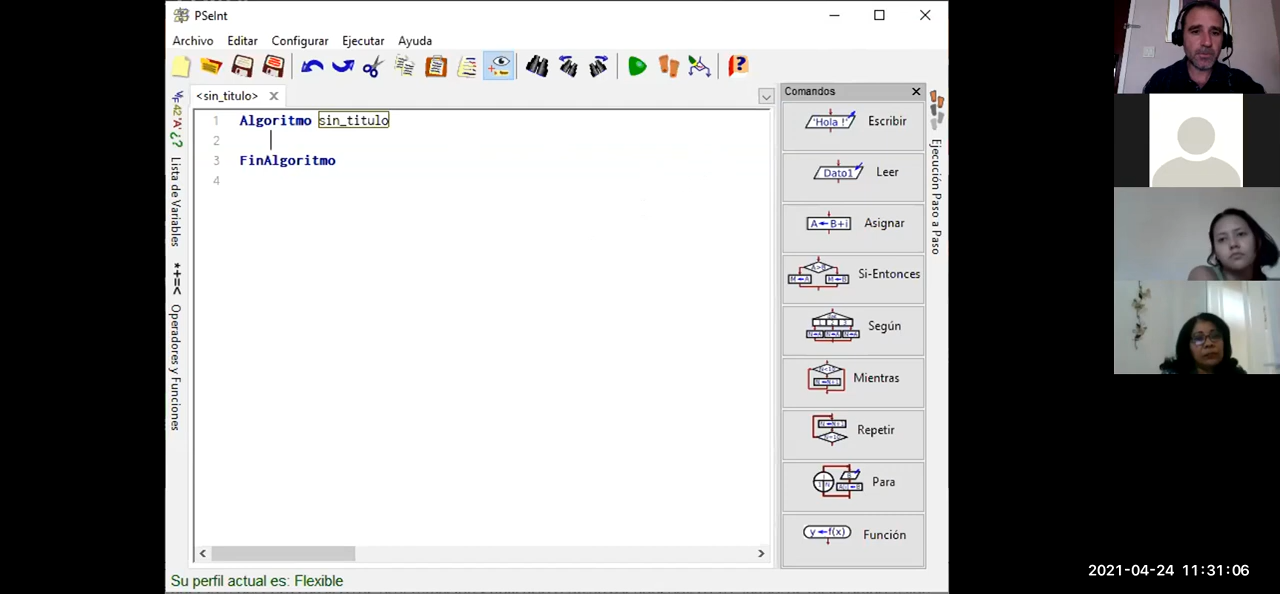 PSeInt
Archivo Editar Configurar Ejecutar Ayuda
<sin_titulo>
1 Algoritmo sin_titulo
2
3 FinAlgoritmo
4
Lista de Variables
*+=< Operadores y Funciones
Comandos
'Hola !' Escribir
Dato1 Leer
A←B+i Asignar
Si-Entonces
Según
Mientras
Repetir
Para
y←f(x) Función
Ejecución Paso a Paso
Su perfil actual es: Flexible
2021-04-24 11:31:06